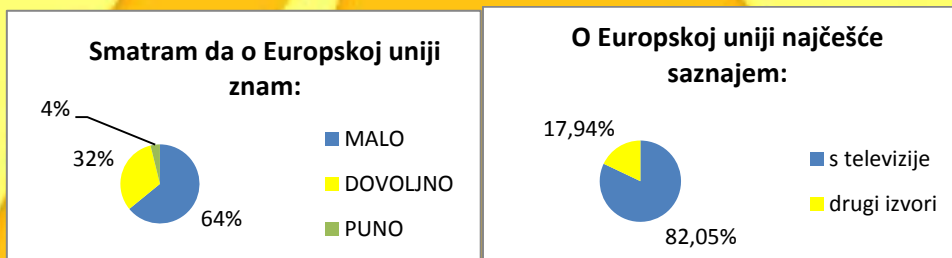 Smatram da o Europskoj uniji
znam:
4%
32%
64%
MALO
DOVOLJNO
PUNO
O Europskoj uniji najčešće
saznajem:
17,94%
82,05%
s televizije
drugi izvori